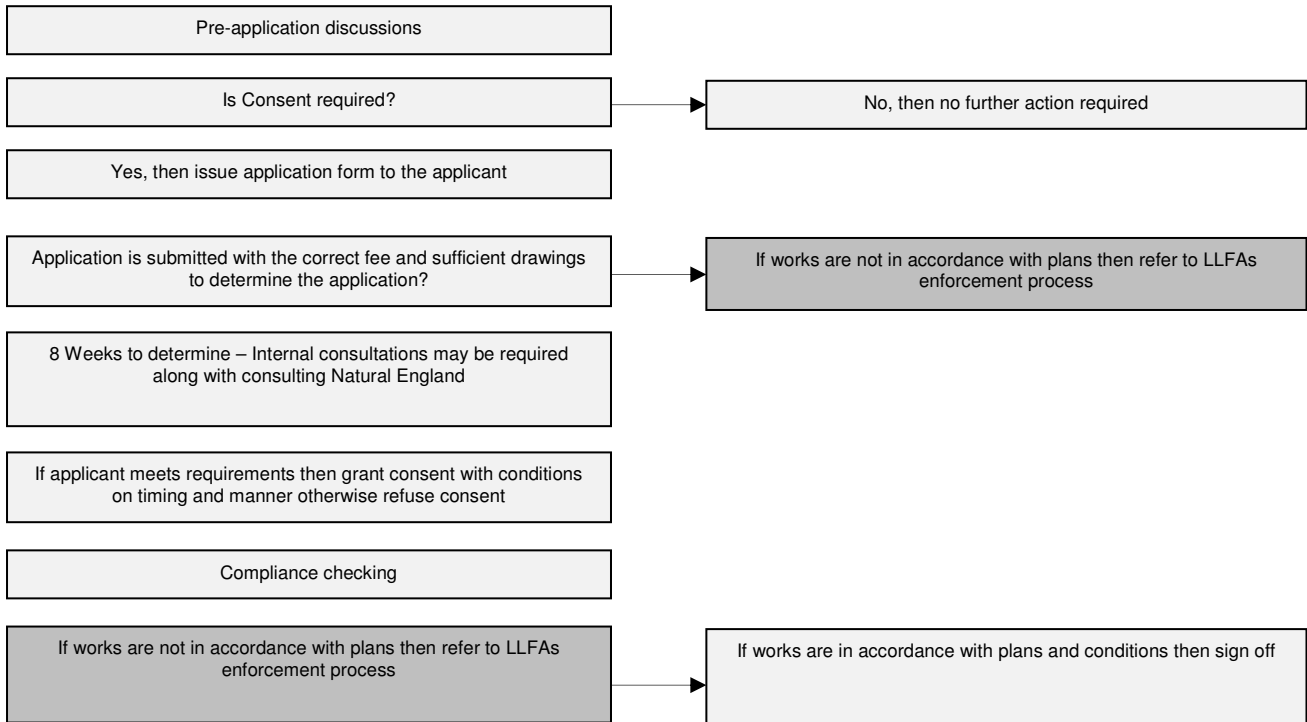 Pre-application discussions
Is Consent required?
No, then no further action required
Yes, then issue application form to the applicant
Application is submitted with the correct fee and sufficient drawings
to determine the application?
If works are not in accordance with plans then refer to LLFAs
enforcement process
8 Weeks to determine – Internal consultations may be required
along with consulting Natural England
If applicant meets requirements then grant consent with conditions
on timing and manner otherwise refuse consent
Compliance checking
If works are not in accordance with plans then refer to LLFAs
enforcement process
If works are in accordance with plans and conditions then sign off